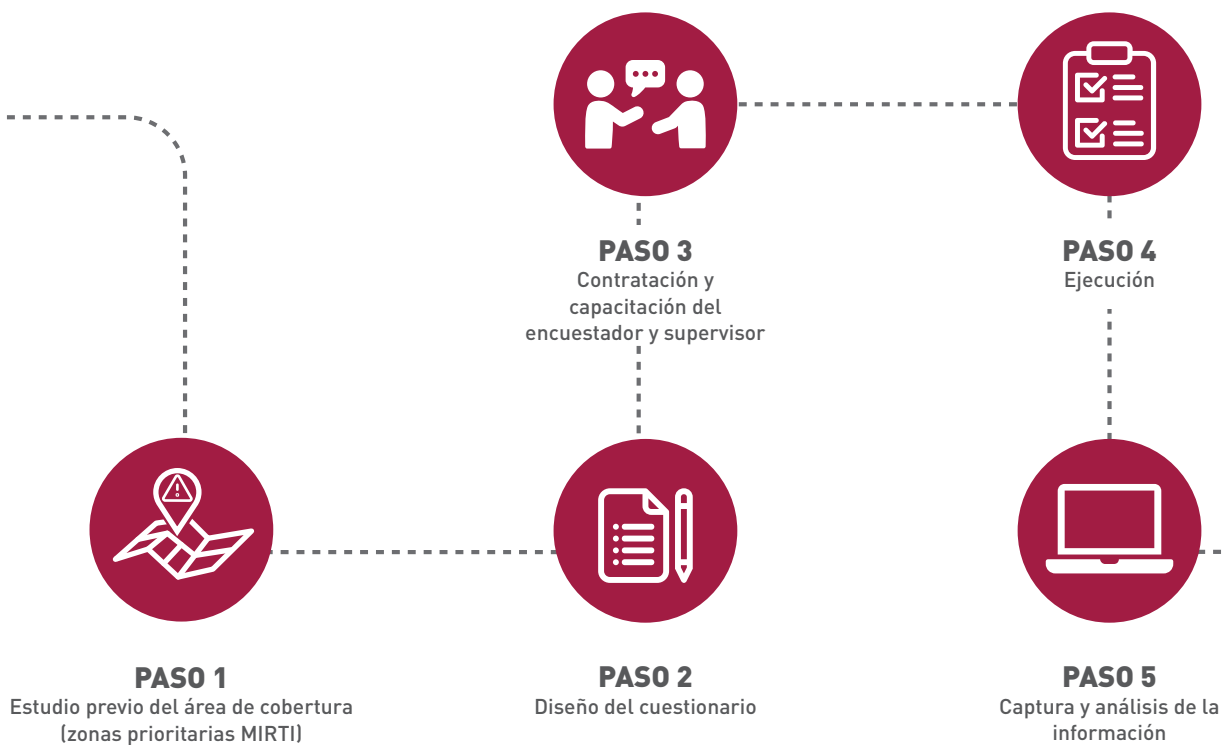 PASO 1
Estudio previo del área de cobertura
(zonas prioritarias MIRTI)
PASO 2
Diseño del cuestionario
PASO 3
Contratación y
capacitación del
encuestador y supervisor
PASO 4
Ejecución
PASO 5
Captura y análisis de la
información